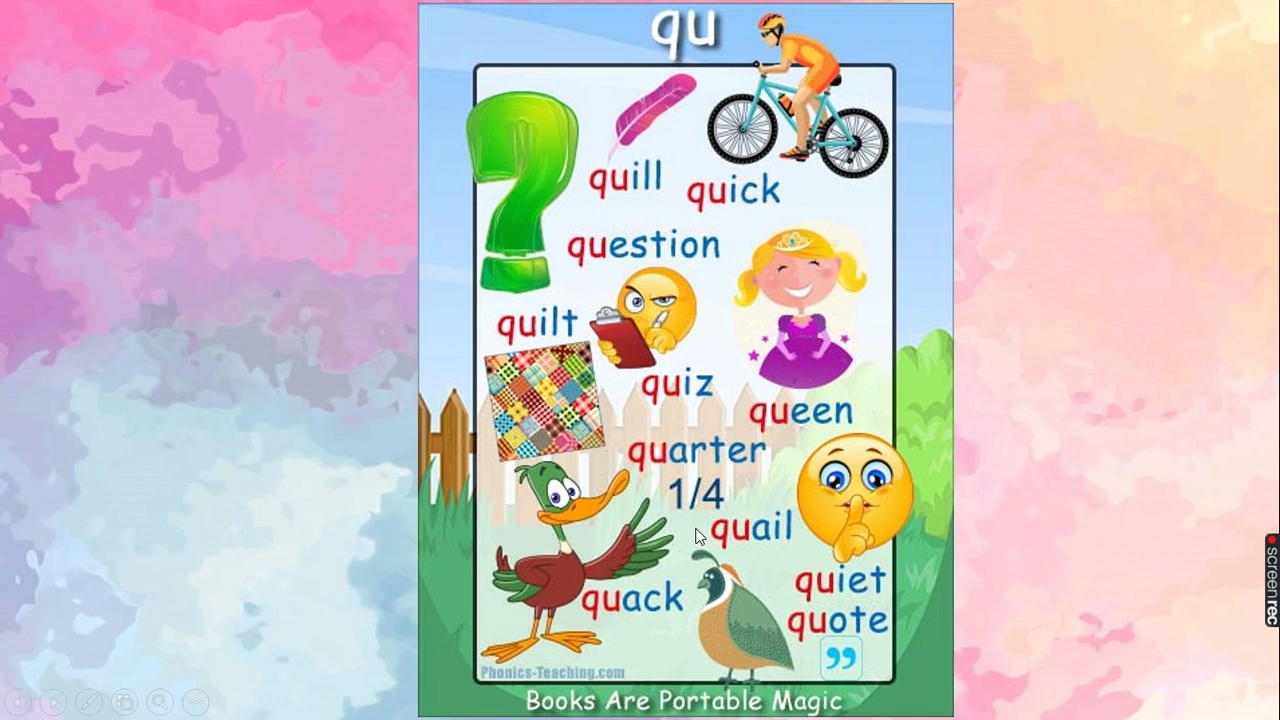 qu
quill
quick
question
quilt
quiz
queen
quarter
1/4
quail
quiet
quack
quote
”
Phonics-Teaching.com
Books Are Portable Magic
screenrec